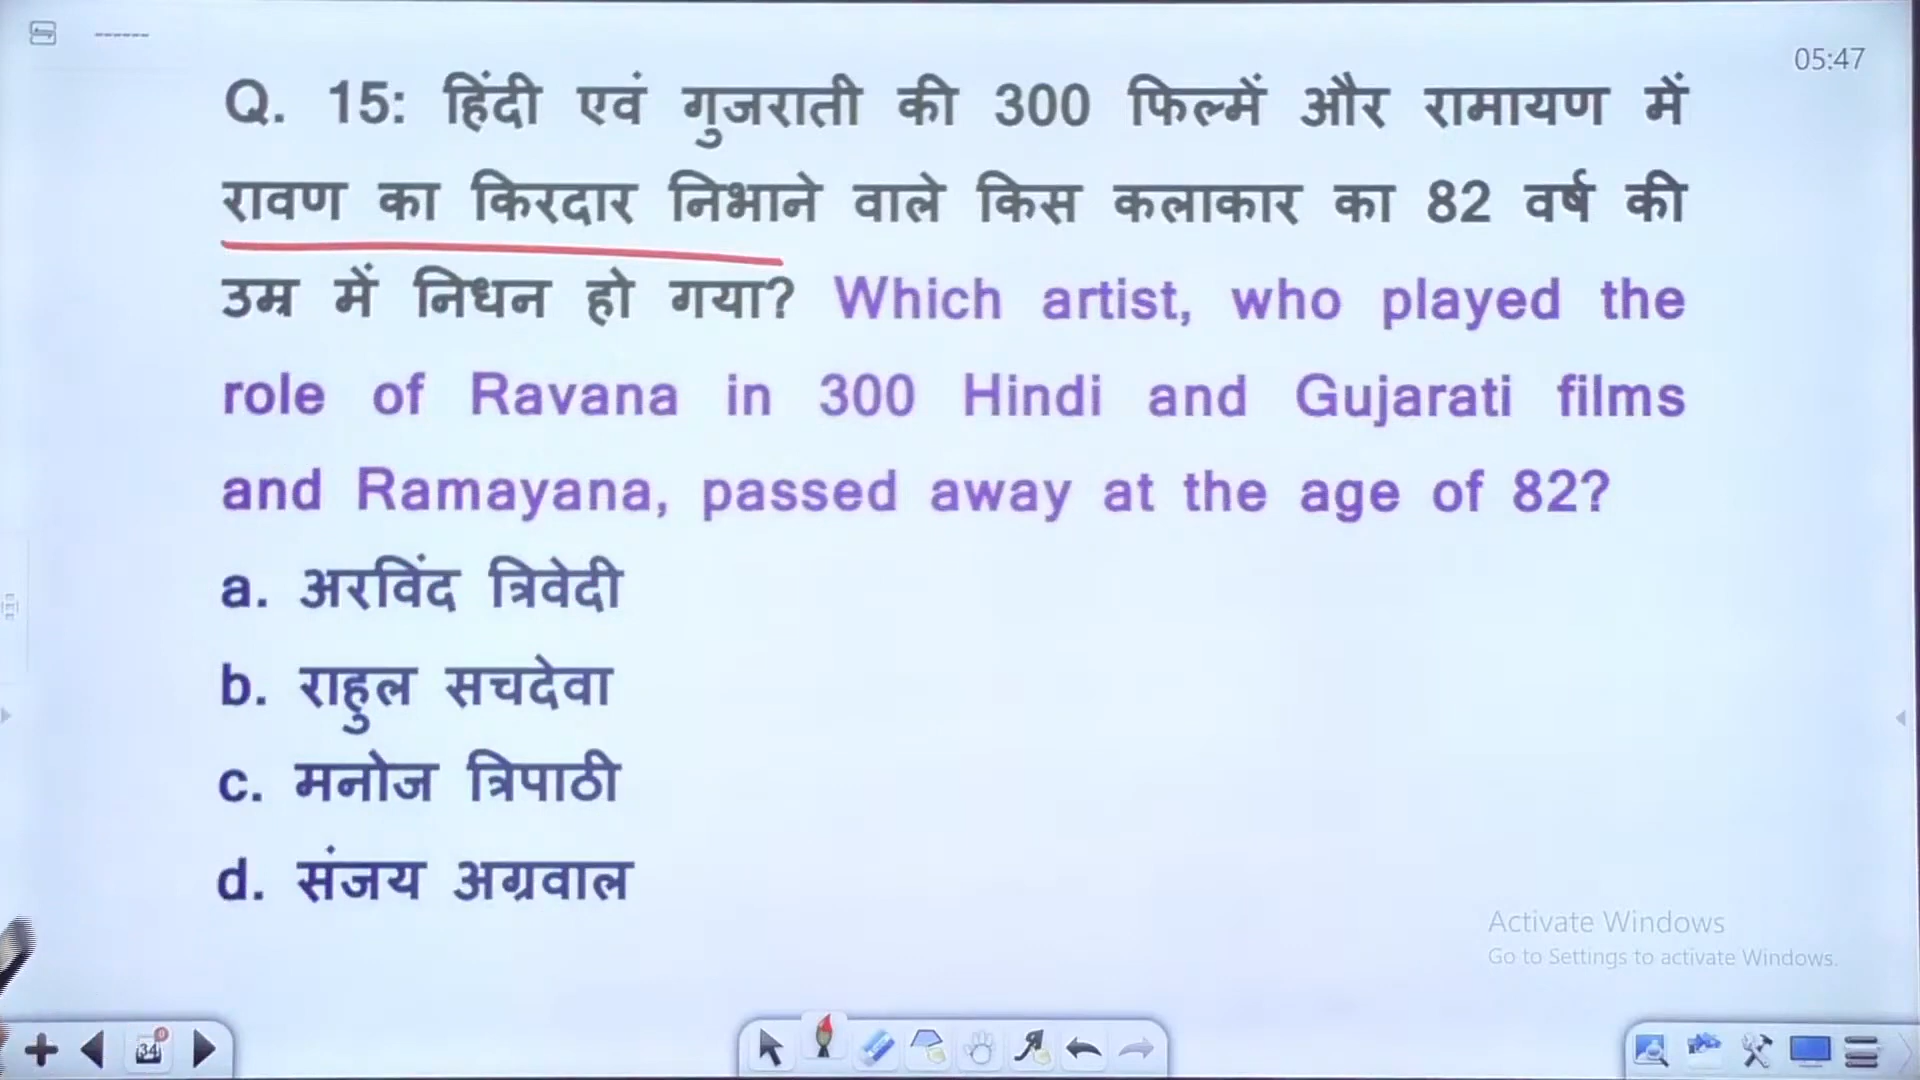 05:47
Q. 15: हिंदी एवं गुजराती की 300 फिल्में और रामायण में
रावण का किरदार निभाने वाले किस कलाकार का 82 वर्ष की
उम्र में निधन हो गया? Which artist, who played the
role of Ravana in 300 Hindi and Gujarati films
and Ramayana, passed away at the age of 82?
a. अरविंद त्रिवेदी
b. राहुल सचदेवा
c. मनोज त्रिपाठी
d. संजय अग्रवाल
Activate Windows
Go to Settings to activate Windows.
34